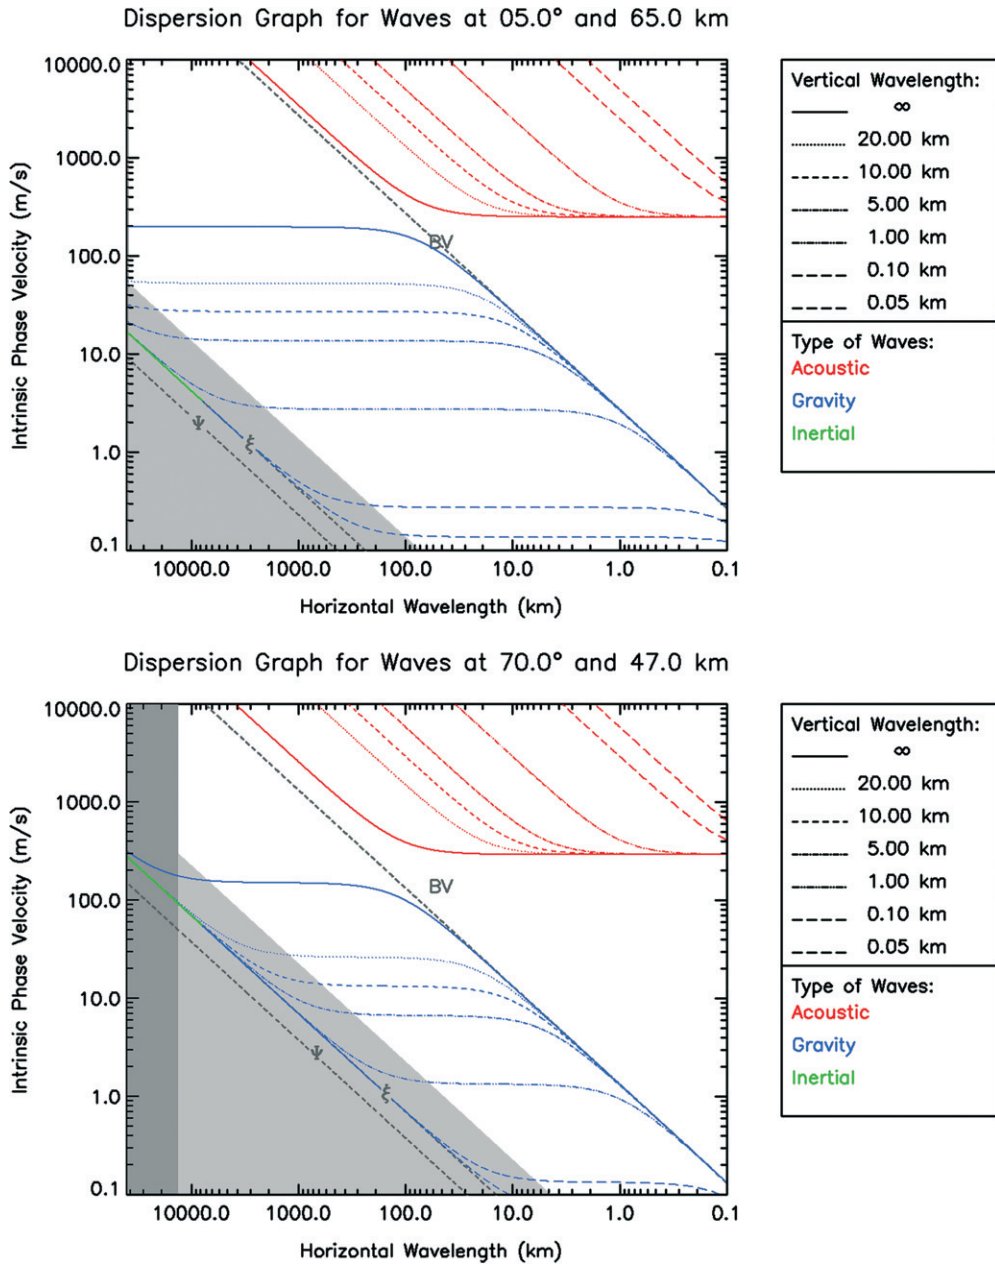 Dispersion Graph for Waves at 05.0° and 65.0 km
10000.0
1000.0
100.0
10.0
1.0
0.1
Intrinsic Phase Velocity (m/s)
BV
Ψ
ξ
10000.0 1000.0 100.0 10.0 1.0 0.1
Horizontal Wavelength (km)
Vertical Wavelength:
∞
20.00 km
10.00 km
5.00 km
1.00 km
0.10 km
0.05 km
Type of Waves:
Acoustic
Gravity
Inertial
Dispersion Graph for Waves at 70.0° and 47.0 km
10000.0
1000.0
100.0
10.0
1.0
0.1
Intrinsic Phase Velocity (m/s)
BV
Ψ
ξ
10000.0 1000.0 100.0 10.0 1.0 0.1
Horizontal Wavelength (km)
Vertical Wavelength:
∞
20.00 km
10.00 km
5.00 km
1.00 km
0.10 km
0.05 km
Type of Waves:
Acoustic
Gravity
Inertial